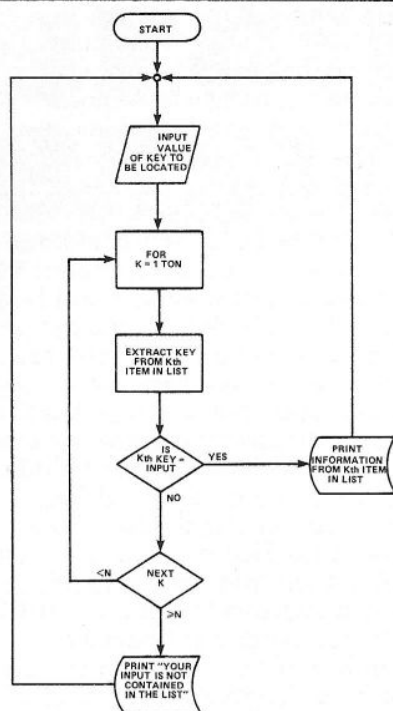 START
INPUT
VALUE
OF KEY TO
BE LOCATED
FOR
K = 1 TON
EXTRACT KEY
FROM Kth
ITEM IN LIST
IS
Kth KEY =
INPUT
YES
PRINT
INFORMATION
FROM Kth ITEM
IN LIST
NO
<N
NEXT
K
≥N
PRINT "YOUR
INPUT IS NOT
CONTAINED
IN THE LIST"